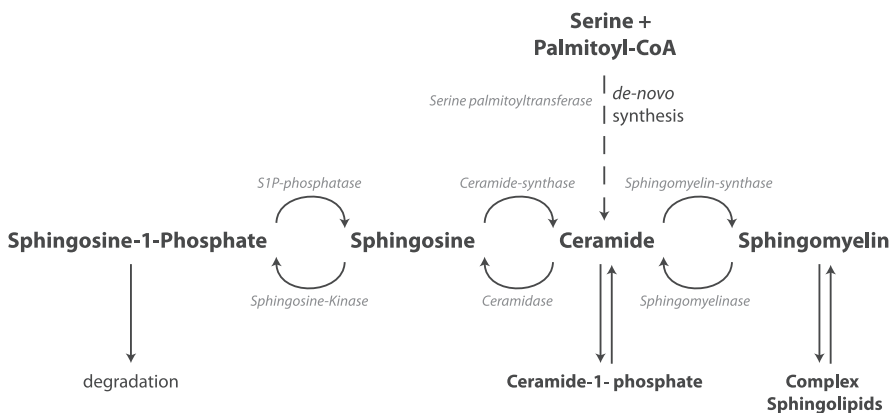 Serine +
Palmitoyl-CoA
Serine palmitoyltransferase
de-novo
synthesis
S1P-phosphatase
Ceramide-synthase
Sphingomyelin-synthase
Sphingosine-1-Phosphate
Sphingosine
Ceramide
Sphingomyelin
Sphingosine-Kinase
Ceramidase
Sphingomyelinase
degradation
Ceramide-1- phosphate
Complex
Sphingolipids